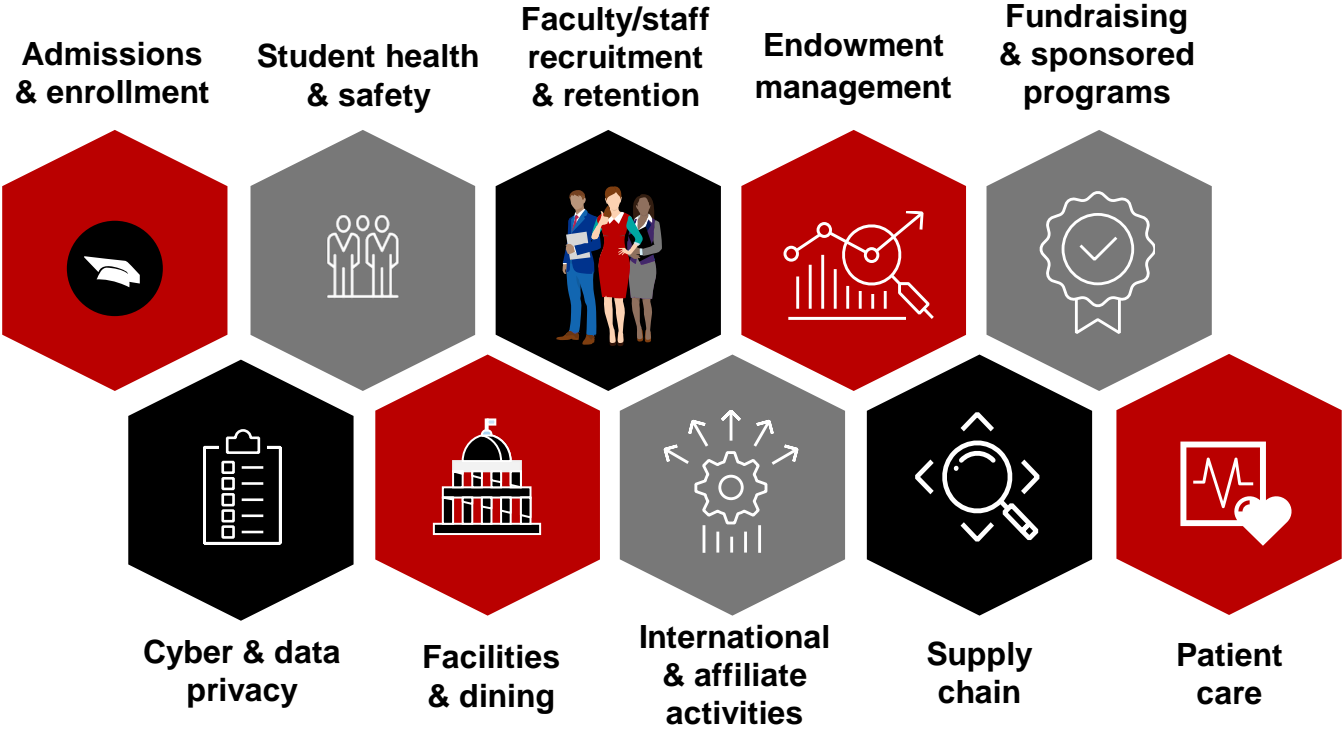 Admissions
& enrollment
Student health
& safety
Faculty/staff
recruitment
& retention
Endowment
management
Fundraising
& sponsored
programs
Cyber & data
privacy
Facilities
& dining
International
& affiliate
activities
Supply
chain
Patient
care